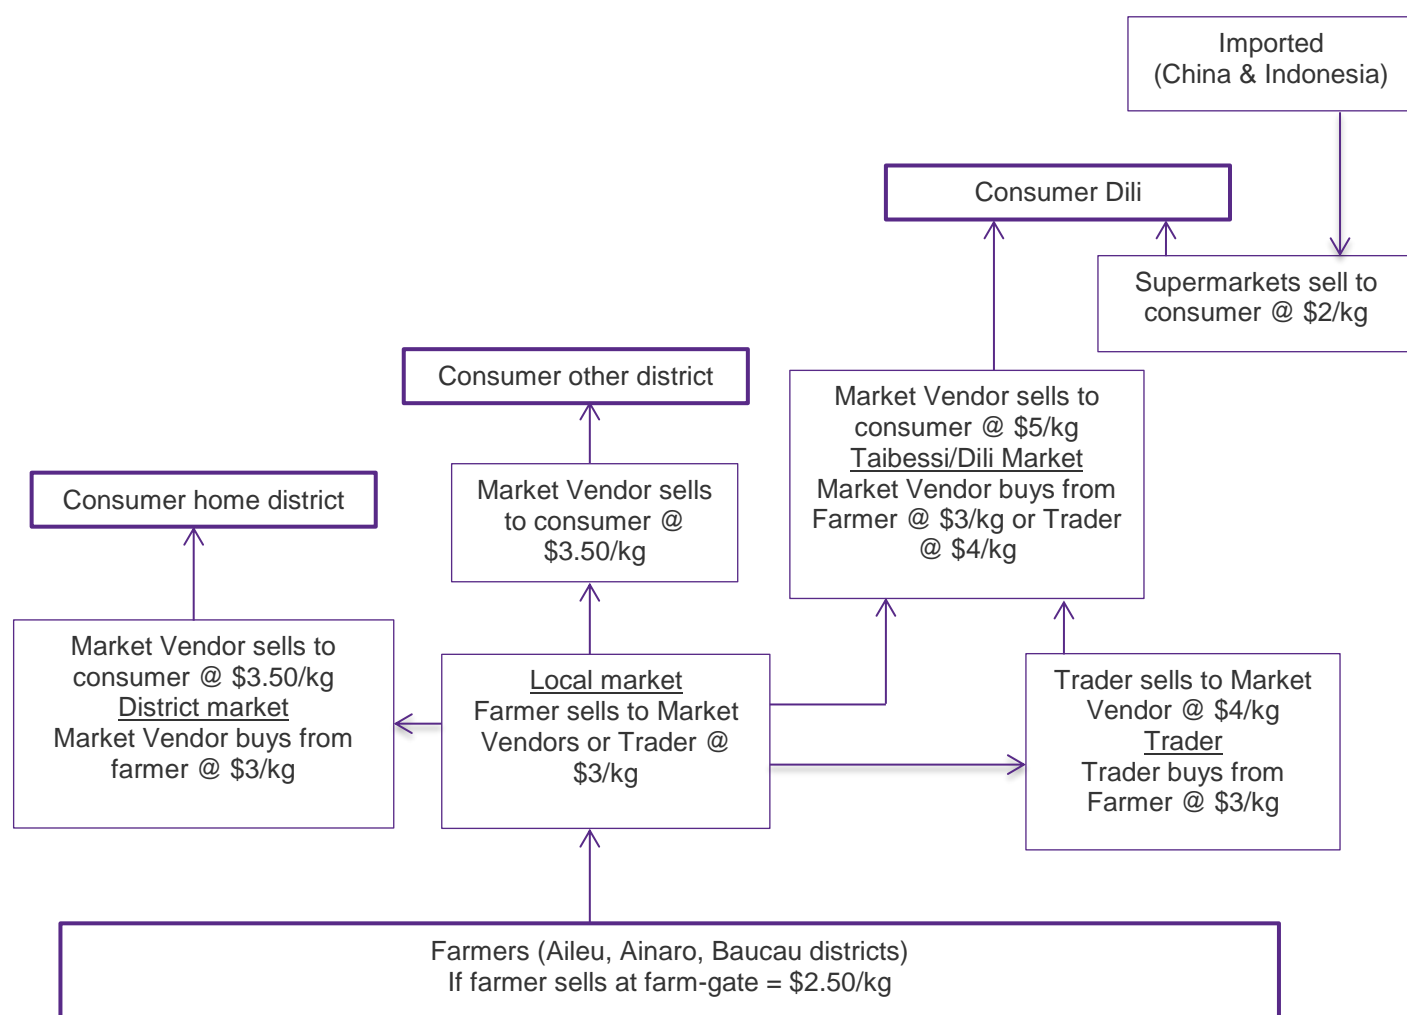 Imported
(China & Indonesia)
Consumer Dili
Supermarkets sell to
consumer @ $2/kg
Consumer other district
Market Vendor sells to
consumer @ $5/kg
Taibessi/Dili Market
Market Vendor buys from
Farmer @ $3/kg or Trader
@ $4/kg
Consumer home district
Market Vendor sells
to consumer @
$3.50/kg
Market Vendor sells to
consumer @ $3.50/kg
District market
Market Vendor buys from
farmer @ $3/kg
Local market
Farmer sells to Market
Vendors or Trader @
$3/kg
Trader sells to Market
Vendor @ $4/kg
Trader
Trader buys from
Farmer @ $3/kg
Farmers (Aileu, Ainaro, Baucau districts)
If farmer sells at farm-gate = $2.50/kg